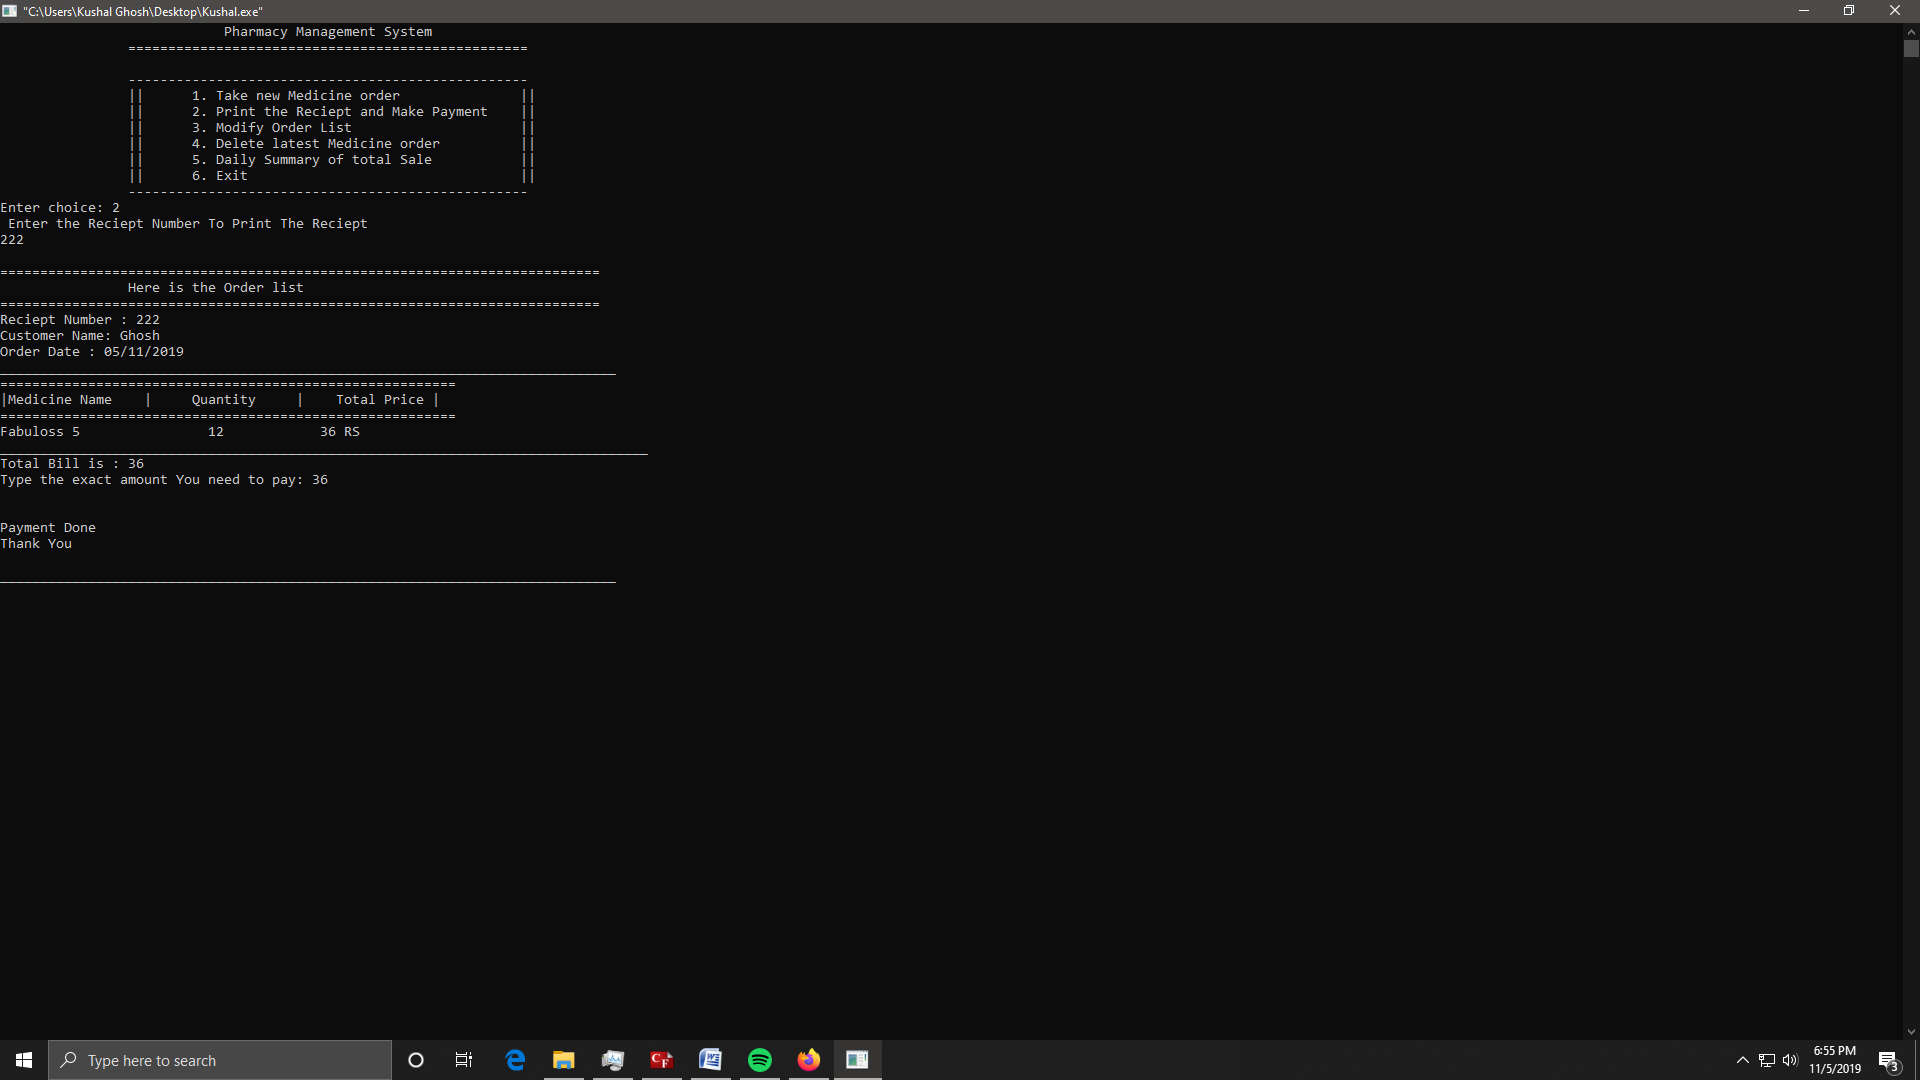 "C:\Users\Kushal Ghosh\Desktop\Kushal.exe"
Pharmacy Management System
==================================================
--------------------------------------------------
||      1. Take new Medicine order               ||
||      2. Print the Reciept and Make Payment    ||
||      3. Modify Order List                     ||
||      4. Delete latest Medicine order          ||
||      5. Daily Summary of total Sale           ||
||      6. Exit                                  ||
--------------------------------------------------
Enter choice: 2
Enter the Reciept Number To Print The Reciept
222
===========================================================================
Here is the Order list
===========================================================================
Reciept Number : 222
Customer Name: Ghosh
Order Date : 05/11/2019
_____________________________________________________________________________
=========================================================
|Medicine Name    |     Quantity     |    Total Price |
=========================================================
Fabuloss 5                12            36 RS
_________________________________________________________________________________
Total Bill is : 36
Type the exact amount You need to pay: 36
Payment Done
Thank You
_____________________________________________________________________________
Type here to search
CF
W
6:55 PM
11/5/2019
3